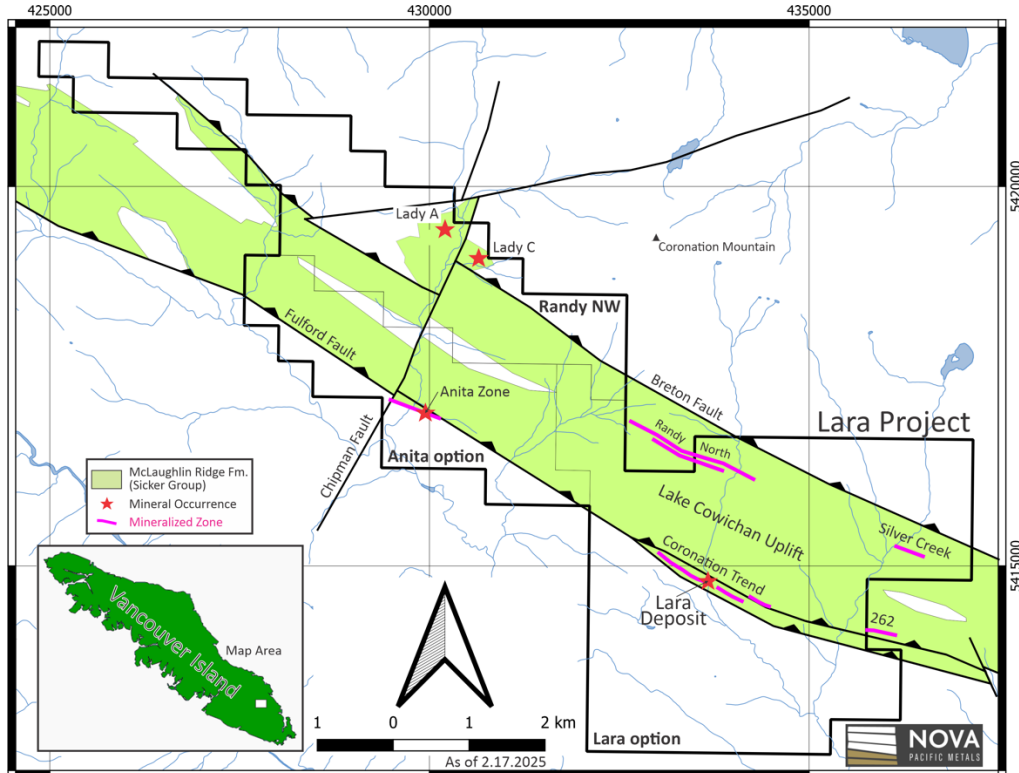 425000
430000
435000
5420000
5415000
Lady A
Lady C
Coronation Mountain
Randy NW
Fulford Fault
Breton Fault
Anita Zone
Lara Project
Chipman Fault
Anita option
Randy North
Lake Cowichan Uplift
Silver Creek
Coronation Trend
Lara
Deposit
262
McLaughlin Ridge Fm.
(Sicker Group)
Mineral Occurrence
Mineralized Zone
Vancouver Island
Map Area
1 0 1 2 km
As of 2.17.2025
Lara option
NOVA
PACIFIC METALS